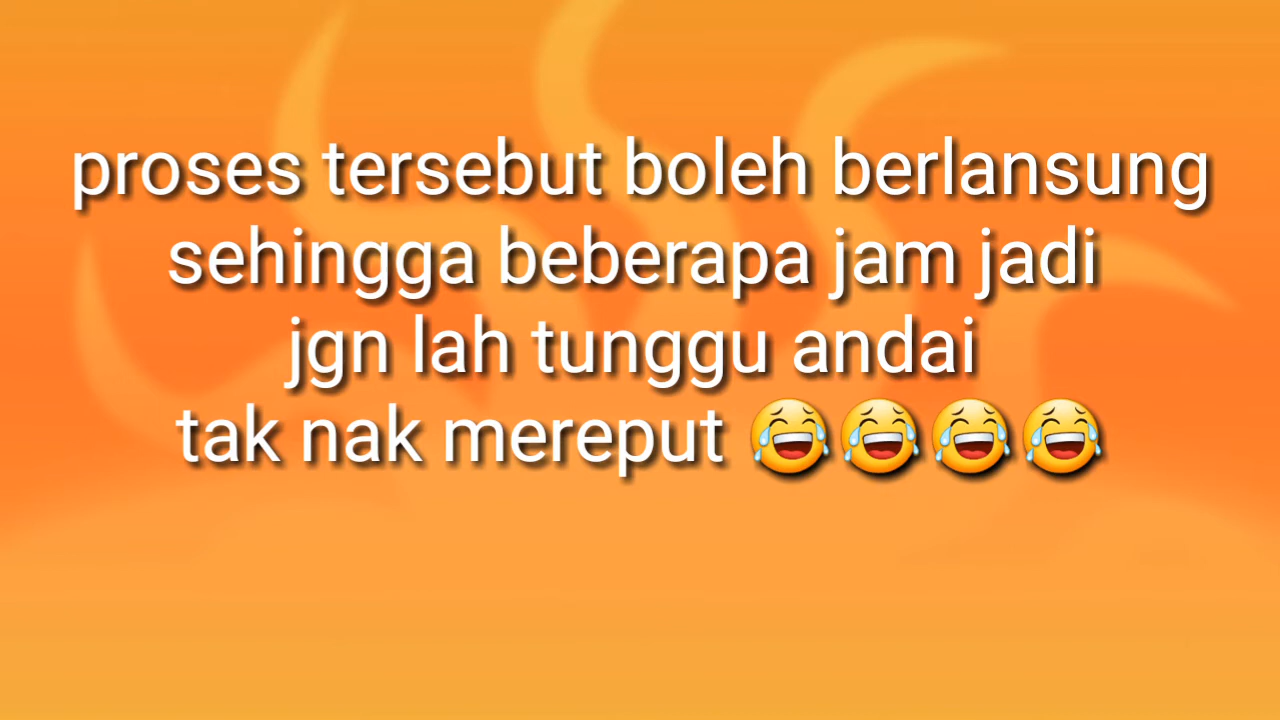 proses tersebut boleh berlansung
sehingga beberapa jam jadi
jgn lah tunggu andai
tak nak mereput 😂😂😂😂